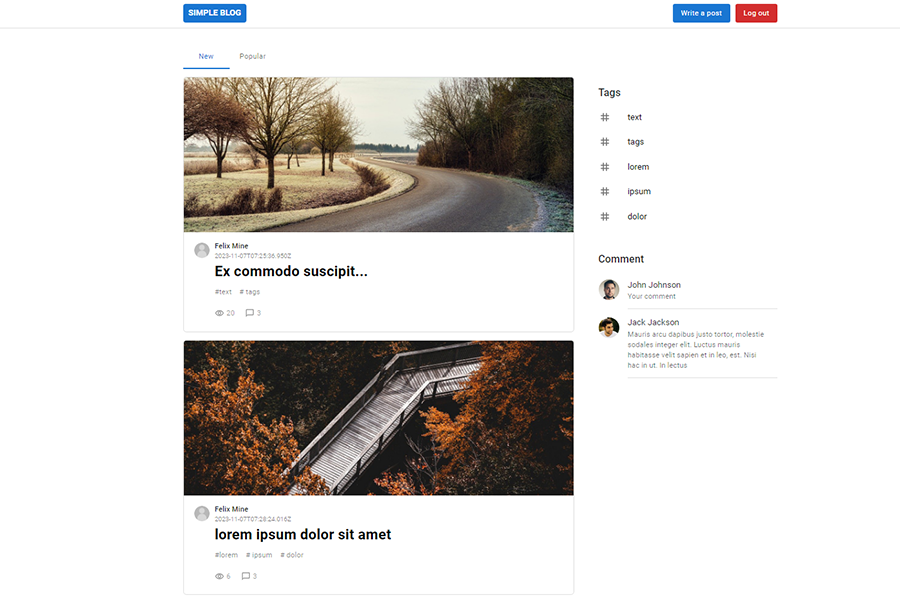 SIMPLE BLOG
Write a post
Log out
New
Popular
Felix Mine
2023-11-07T07:25:36.950Z
Ex commodo suscipit...
#text # tags
20 3
Felix Mine
2023-11-07T07:28:24.016Z
lorem ipsum dolor sit amet
#lorem # ipsum # dolor
6 3
Tags
# text
# tags
# lorem
# ipsum
# dolor
Comment
John Johnson
Your comment
Jack Jackson
Mauris arcu dapibus justo tortor, molestie
sodales integer elit. Luctus mauris
habitasse velit sapien et in leo, est. Nisi
hac in ut. In lectus